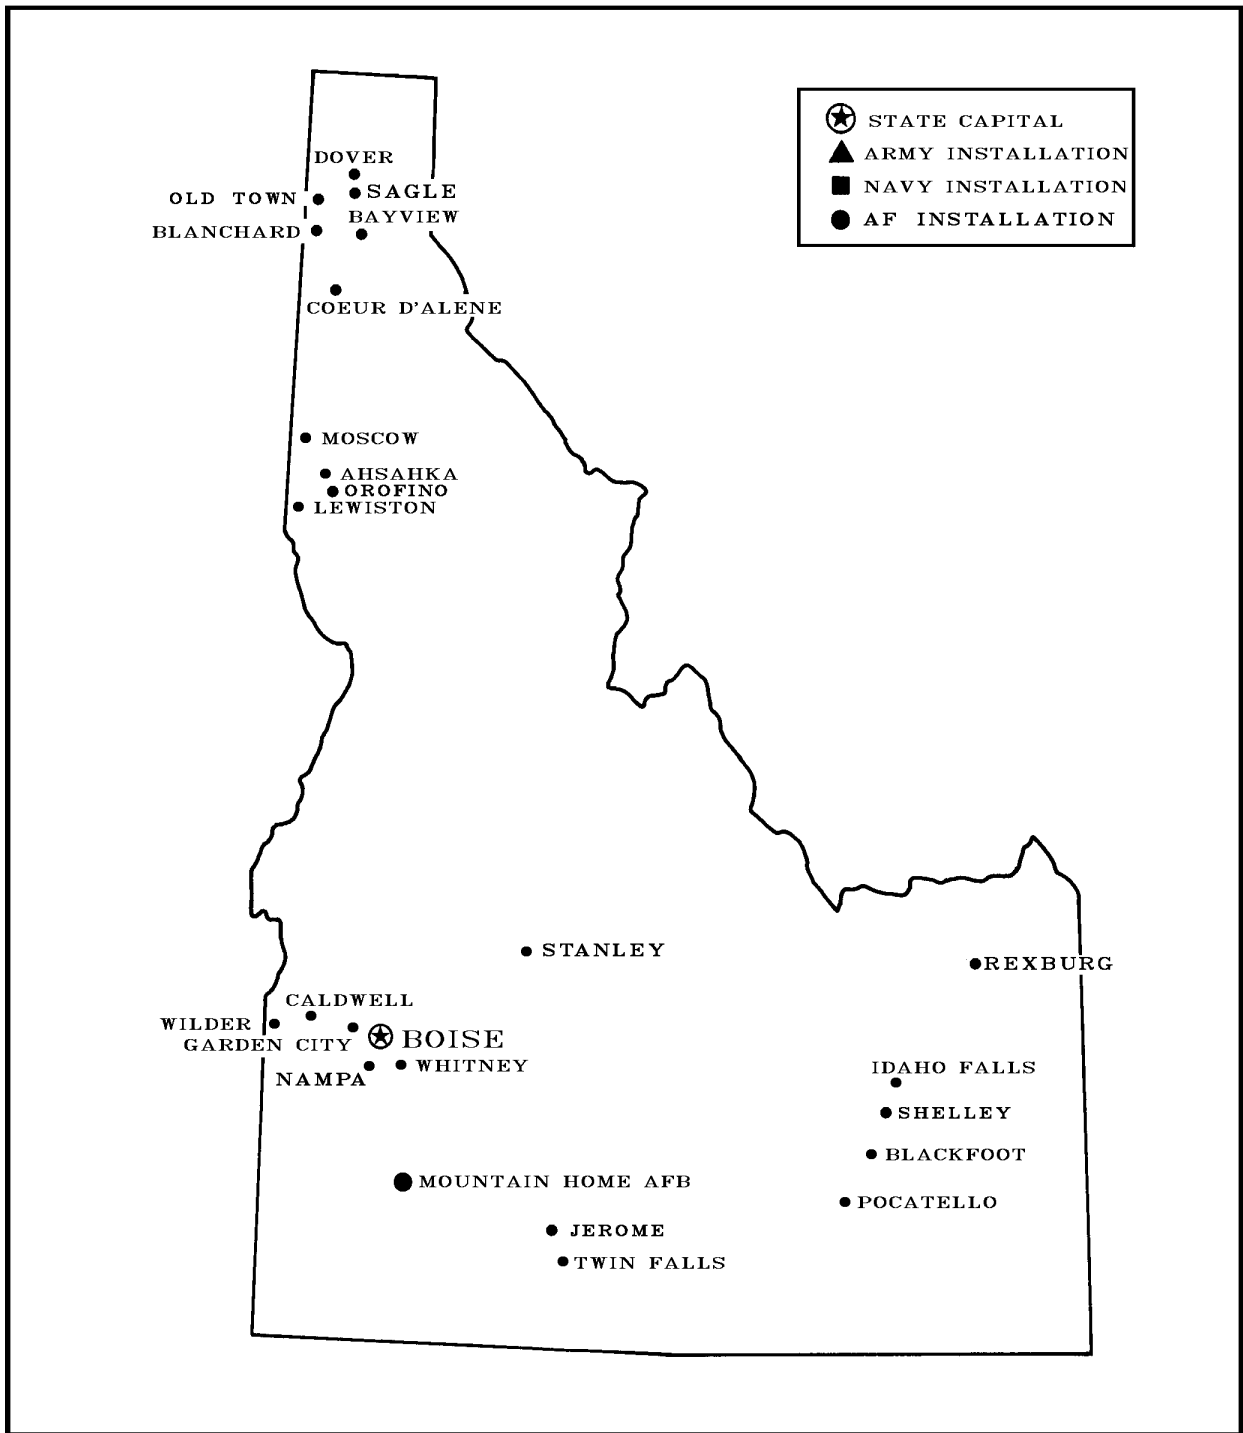 STATE CAPITAL
ARMY INSTALLATION
NAVY INSTALLATION
AF INSTALLATION
DOVER
SAGLE
OLD TOWN
BAYVIEW
BLANCHARD
COEUR D'ALENE
MOSCOW
AHSAHKA
OROFINO
LEWISTON
STANLEY
REXBURG
CALDWELL
WILDER
GARDEN CITY
BOISE
WHITNEY
NAMPA
IDAHO FALLS
SHELLEY
BLACKFOOT
MOUNTAIN HOME AFB
POCATELLO
JEROME
TWIN FALLS